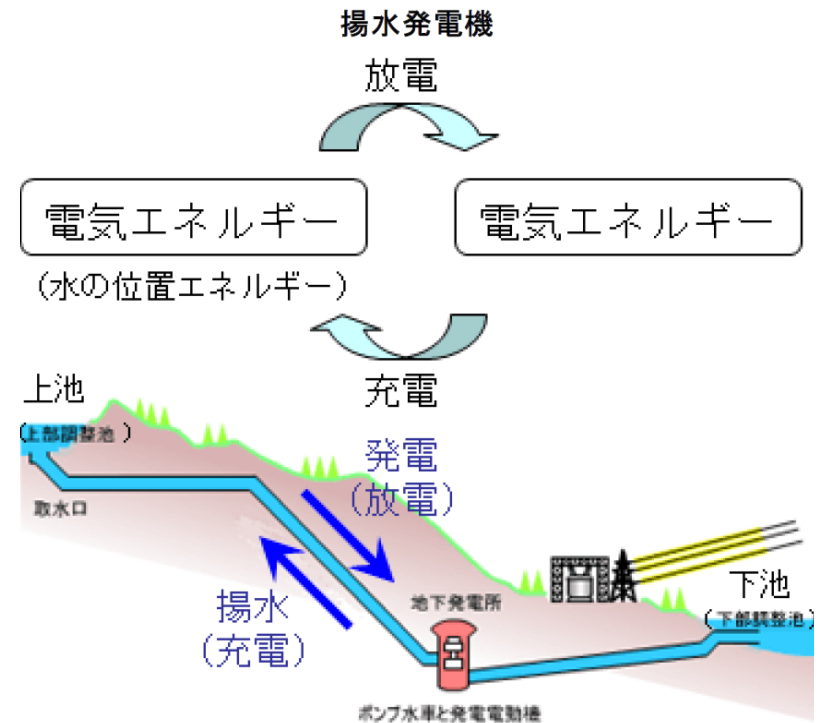 揚水発電機
放電
電気エネルギー
電気エネルギー
(水の位置エネルギー)
充電
上池
(上部調整池)
発電
(放電)
取水口
揚水
(充電)
地下発電所
下池
(下部調整池)
ポンプ水車と発電電動機